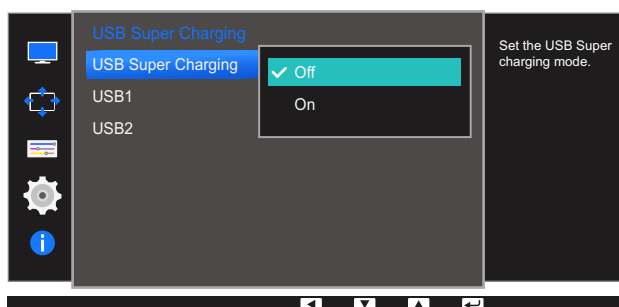 USB Super Charging
USB Super Charging
Off
On
USB1
USB2
Set the USB Super
charging mode.